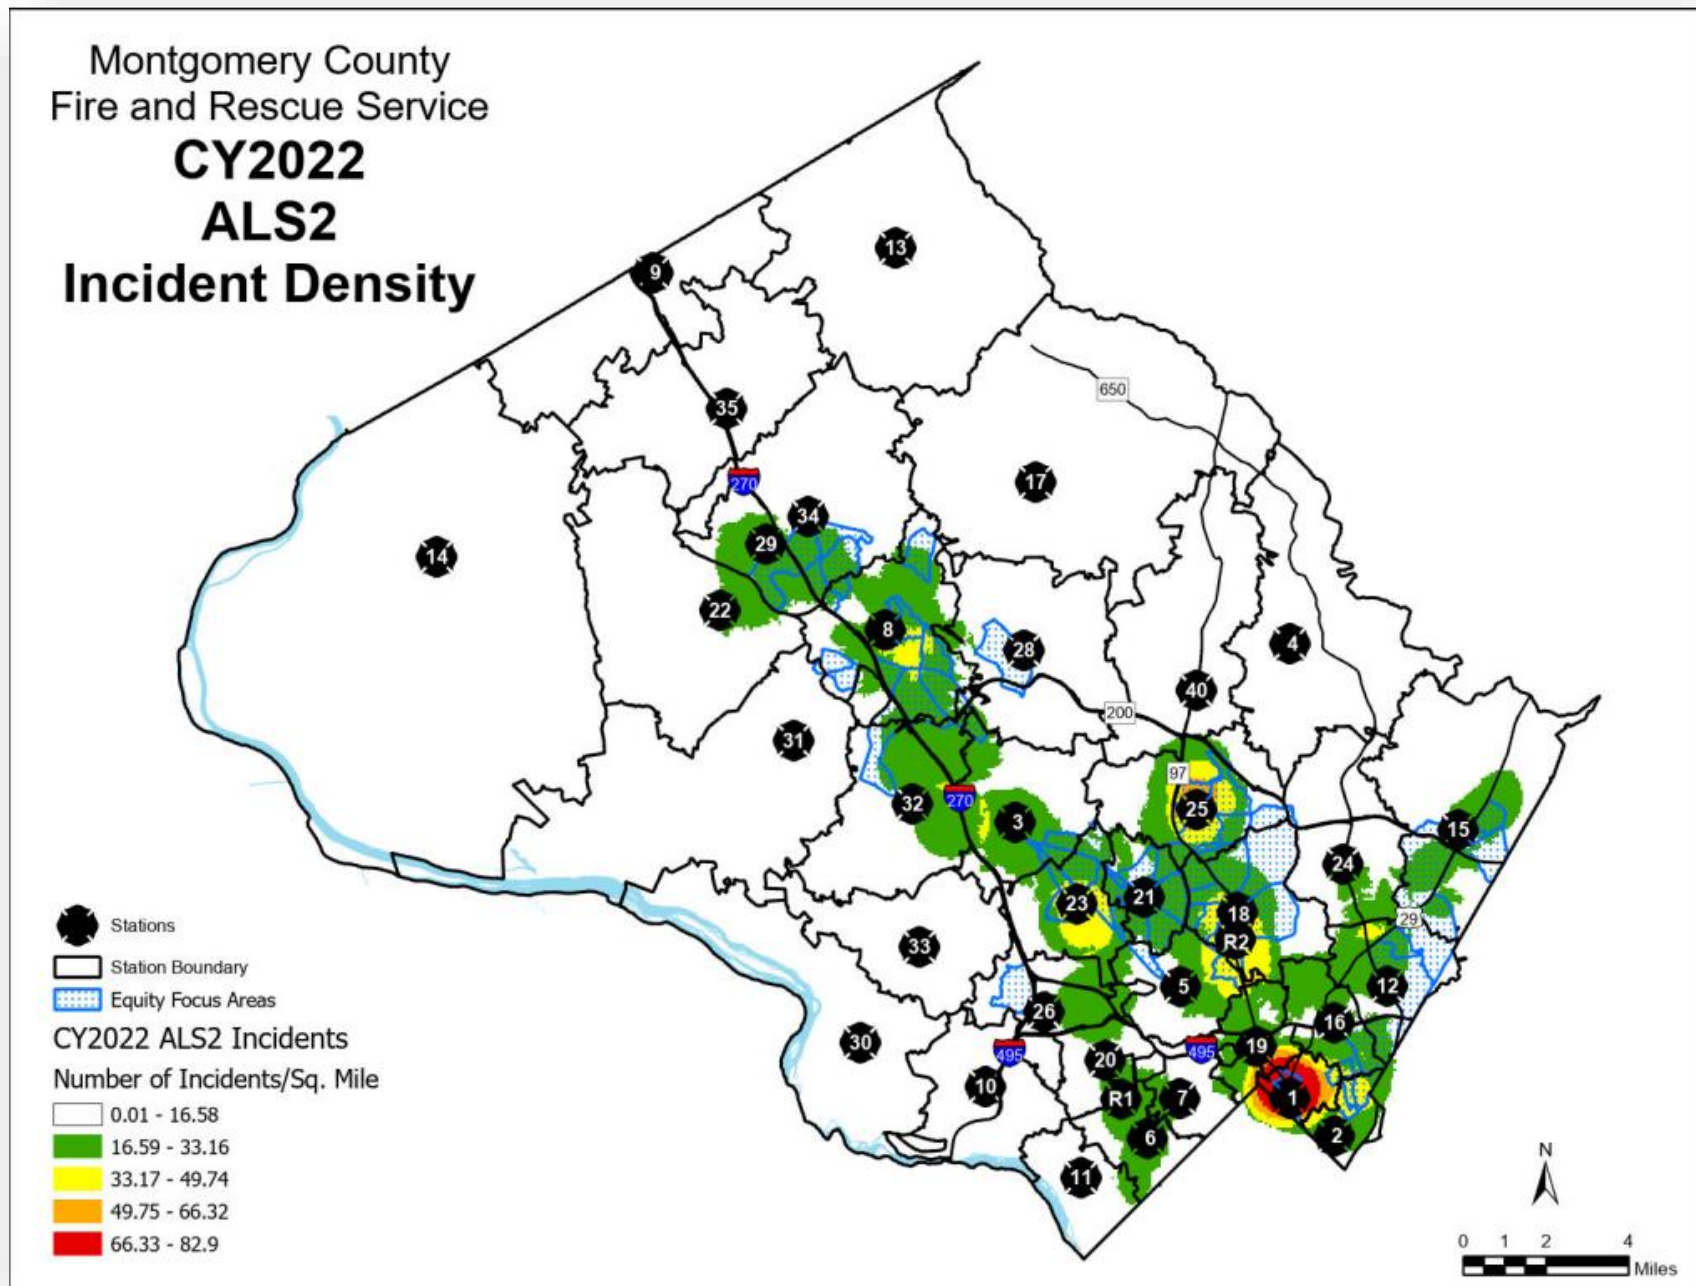 Montgomery County
Fire and Rescue Service
CY2022
ALS2
Incident Density
13
9
650
35
17
270
34
29
14
22
8
28
4
40
200
31
97
32
270
25
3
15
24
23
21
18
29
R2
33
5
12
26
16
30
19
495
495
20
10
R1
7
1
6
2
11
Stations
Station Boundary
Equity Focus Areas
CY2022 ALS2 Incidents
Number of Incidents/Sq. Mile
0.01 - 16.58
16.59 - 33.16
33.17 - 49.74
49.75 - 66.32
66.33 - 82.9
N
0 1 2 4
Miles